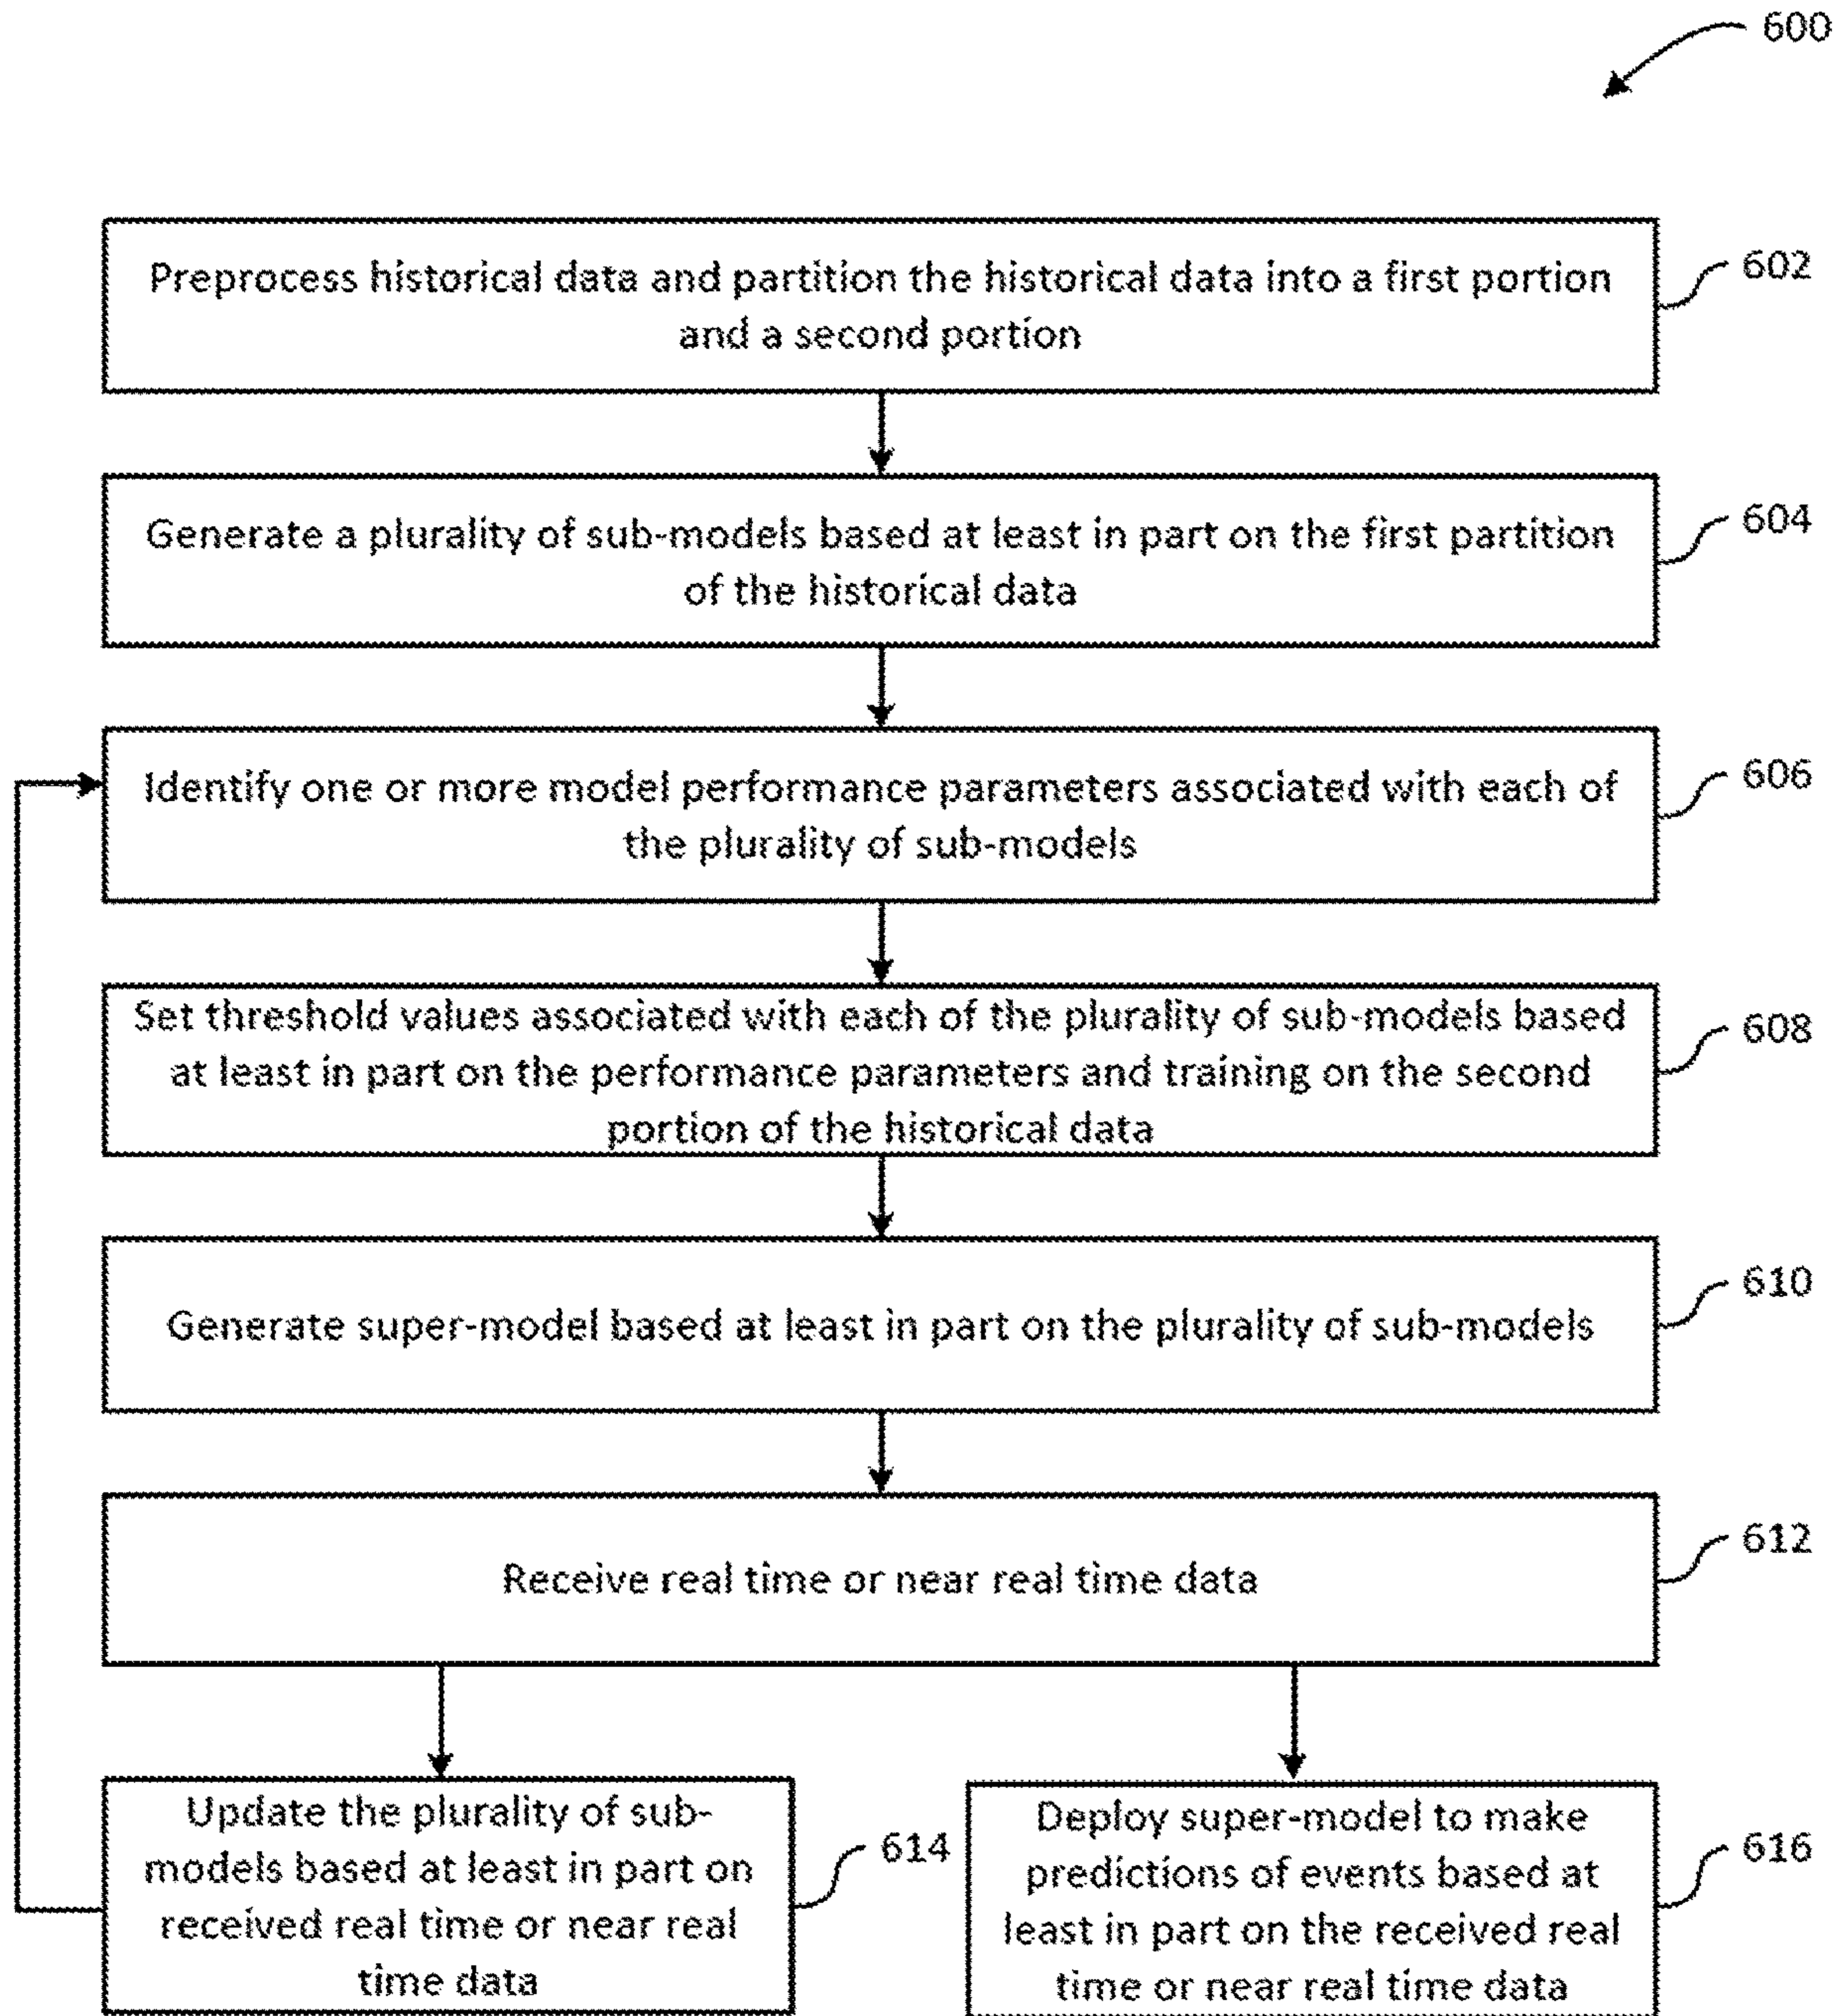 600
Preprocess historical data and partition the historical data into a first portion
and a second portion
602
Generate a plurality of sub-models based at least in part on the first partition
of the historical data
604
Identify one or more model performance parameters associated with each of
the plurality of sub-models
606
Set threshold values associated with each of the plurality of sub-models based
at least in part on the performance parameters and training on the second
portion of the historical data
608
Generate super-model based at least in part on the plurality of sub-models
610
Receive real time or near real time data
612
Update the plurality of sub-
models based at least in part on
received real time or near real
time data
614
Deploy super-model to make
predictions of events based at
least in part on the received real
time or near real time data
616